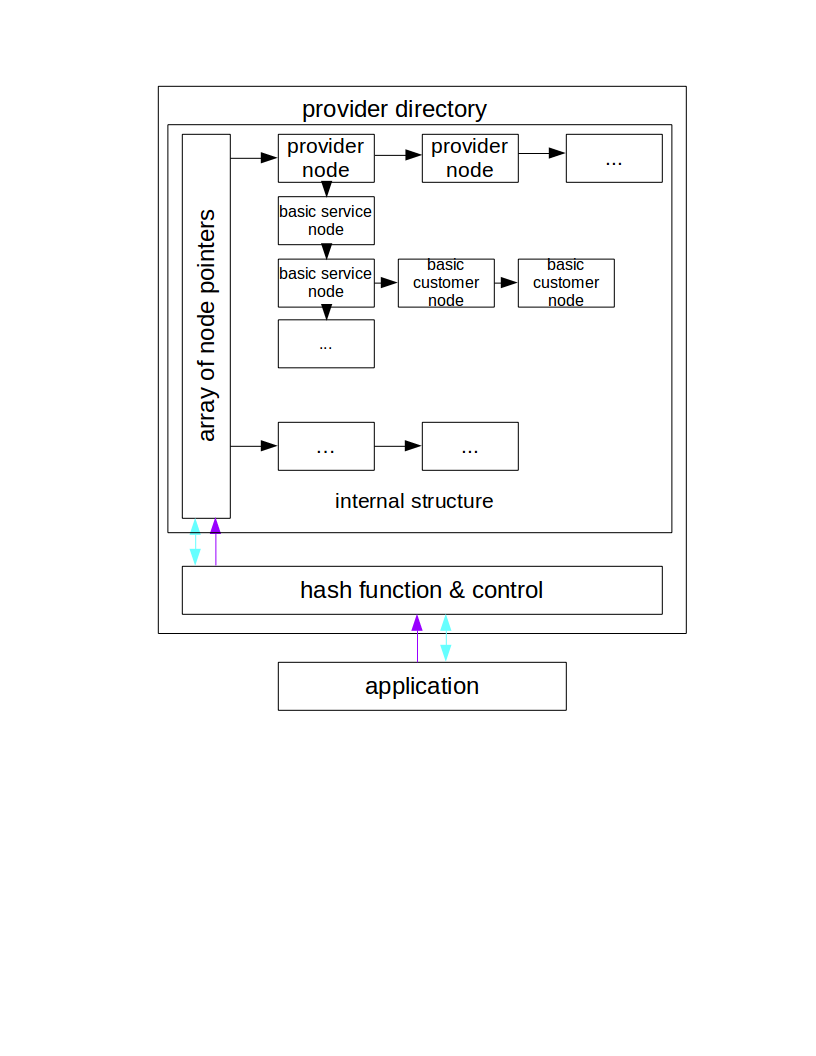 provider directory
provider
node
provider
node
...
basic service
node
basic service
node
basic
customer
node
basic
customer
node
...
array of node pointers
...
...
internal structure
hash function & control
application